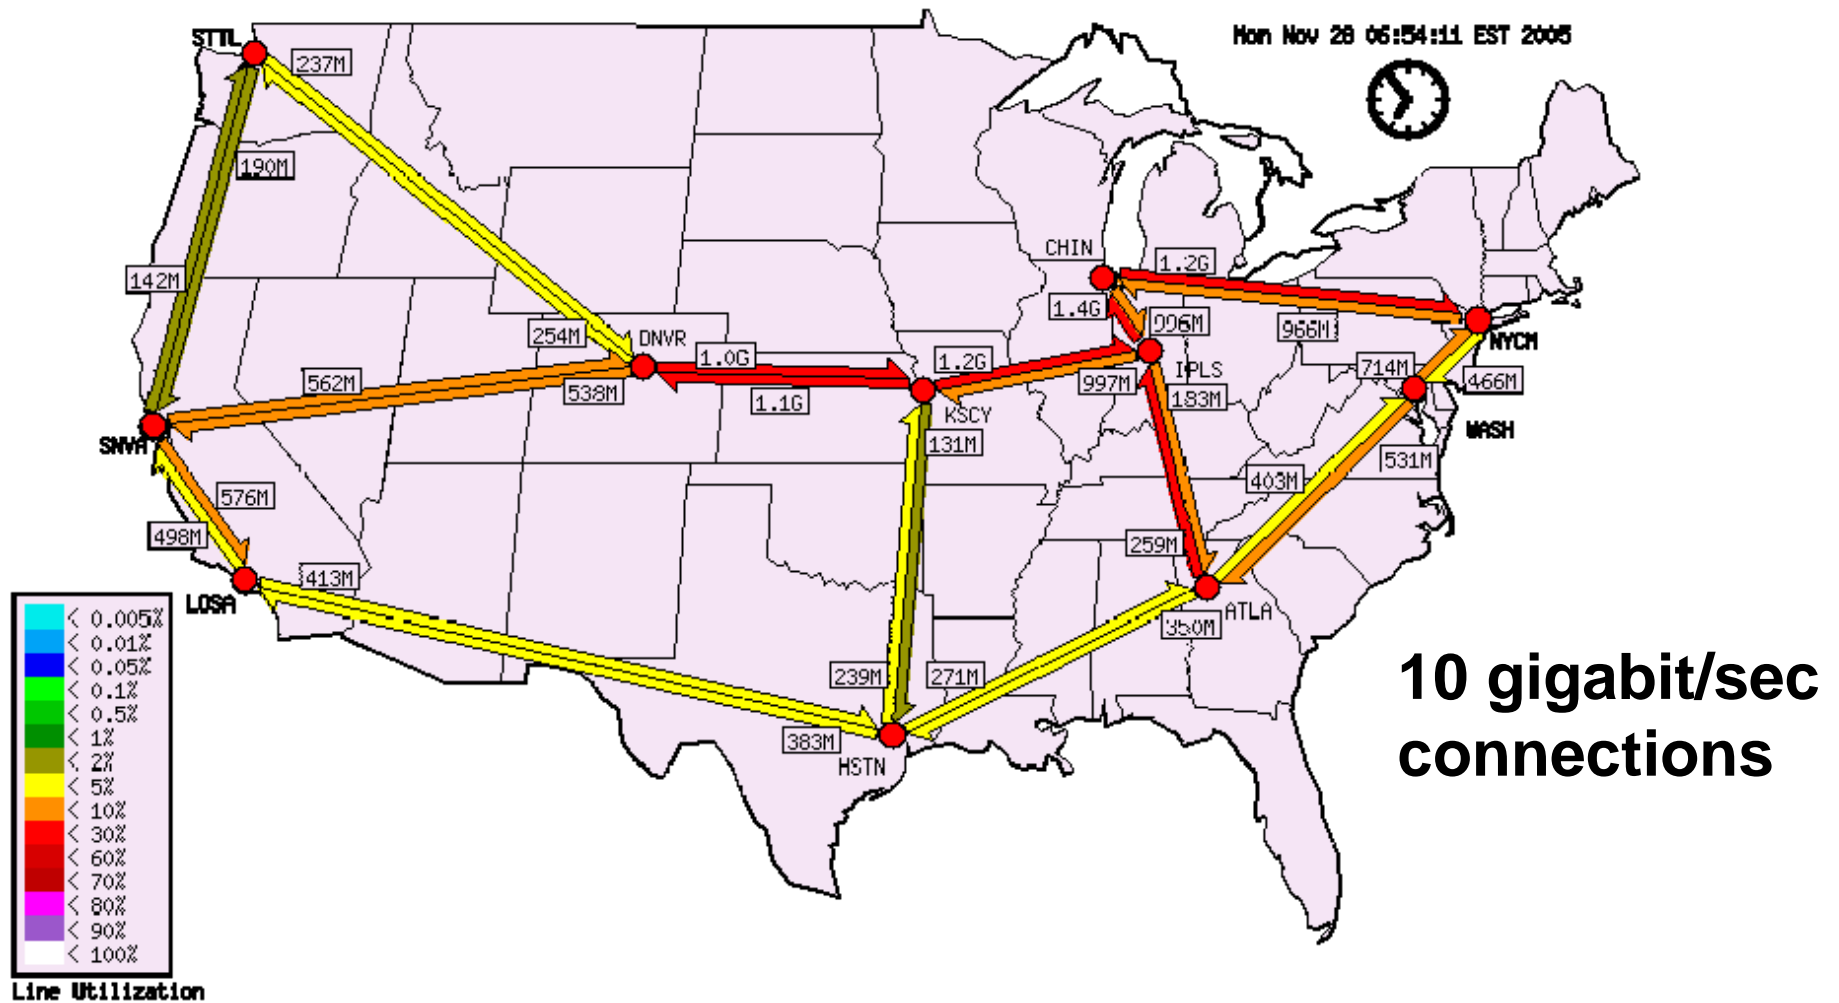 STTL
237M
Mon Nov 28 06:54:11 EST 2005
190M
142M
CHIN
1.2G
1.4G
996M
966M
NYCM
254M
DNVR
1.0G
1.2G
IPLS
714M
466M
562M
538M
1.1G
997M
183M
KSCY
WASH
SNVA
131M
531M
576M
403M
498M
259M
413M
LOSA
ATLA
350M
239M
271M
383M
HSTN
10 gigabit/sec
connections
< 0.005%
< 0.01%
< 0.05%
< 0.1%
< 0.5%
< 1%
< 2%
< 5%
< 10%
< 30%
< 60%
< 70%
< 80%
< 90%
< 100%
Line Utilization